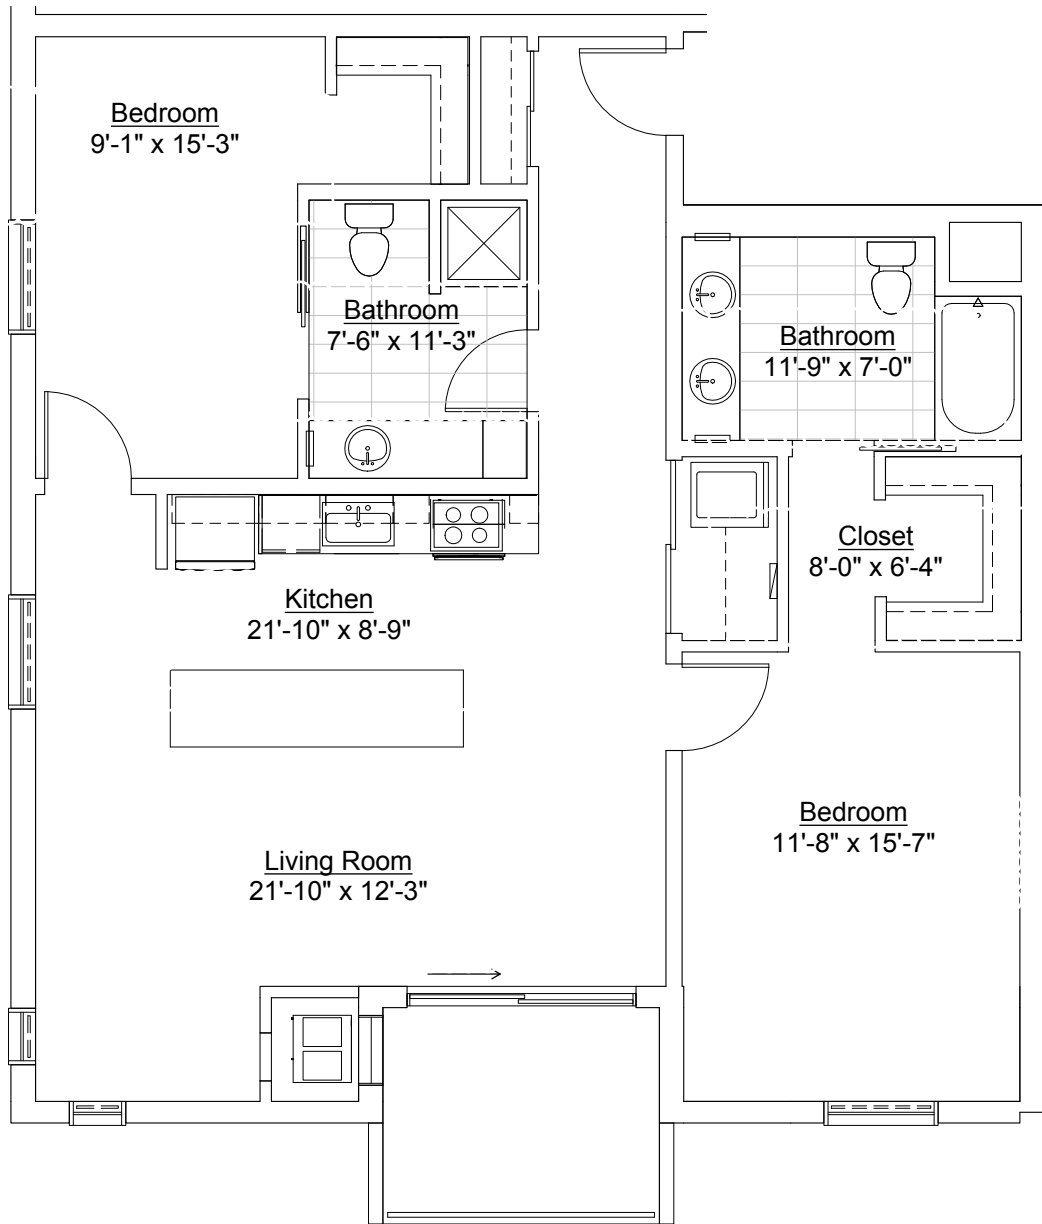 Bedroom
9'-1" x 15'-3"
Bathroom
7'-6" x 11'-3"
Bathroom
11'-9" x 7'-0"
Closet
8'-0" x 6'-4"
Kitchen
21'-10" x 8'-9"
Bedroom
11'-8" x 15'-7"
Living Room
21'-10" x 12'-3"